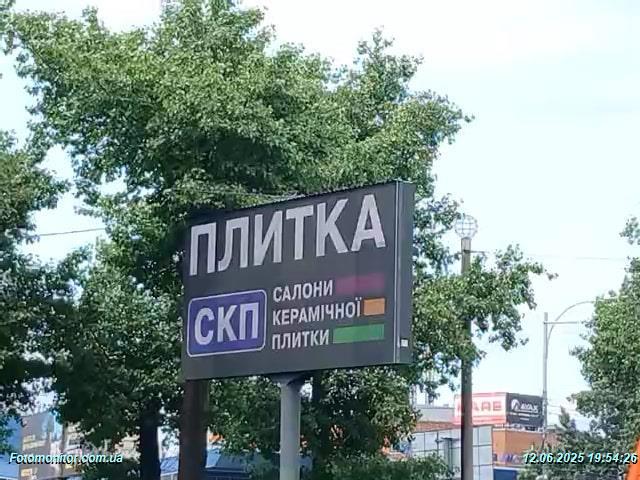 ПЛИТКА
СКП
САЛОНИ
КЕРАМІЧНОЇ
ПЛИТКИ
Fotomonitor.com.ua
12.06.2025 19:54:26